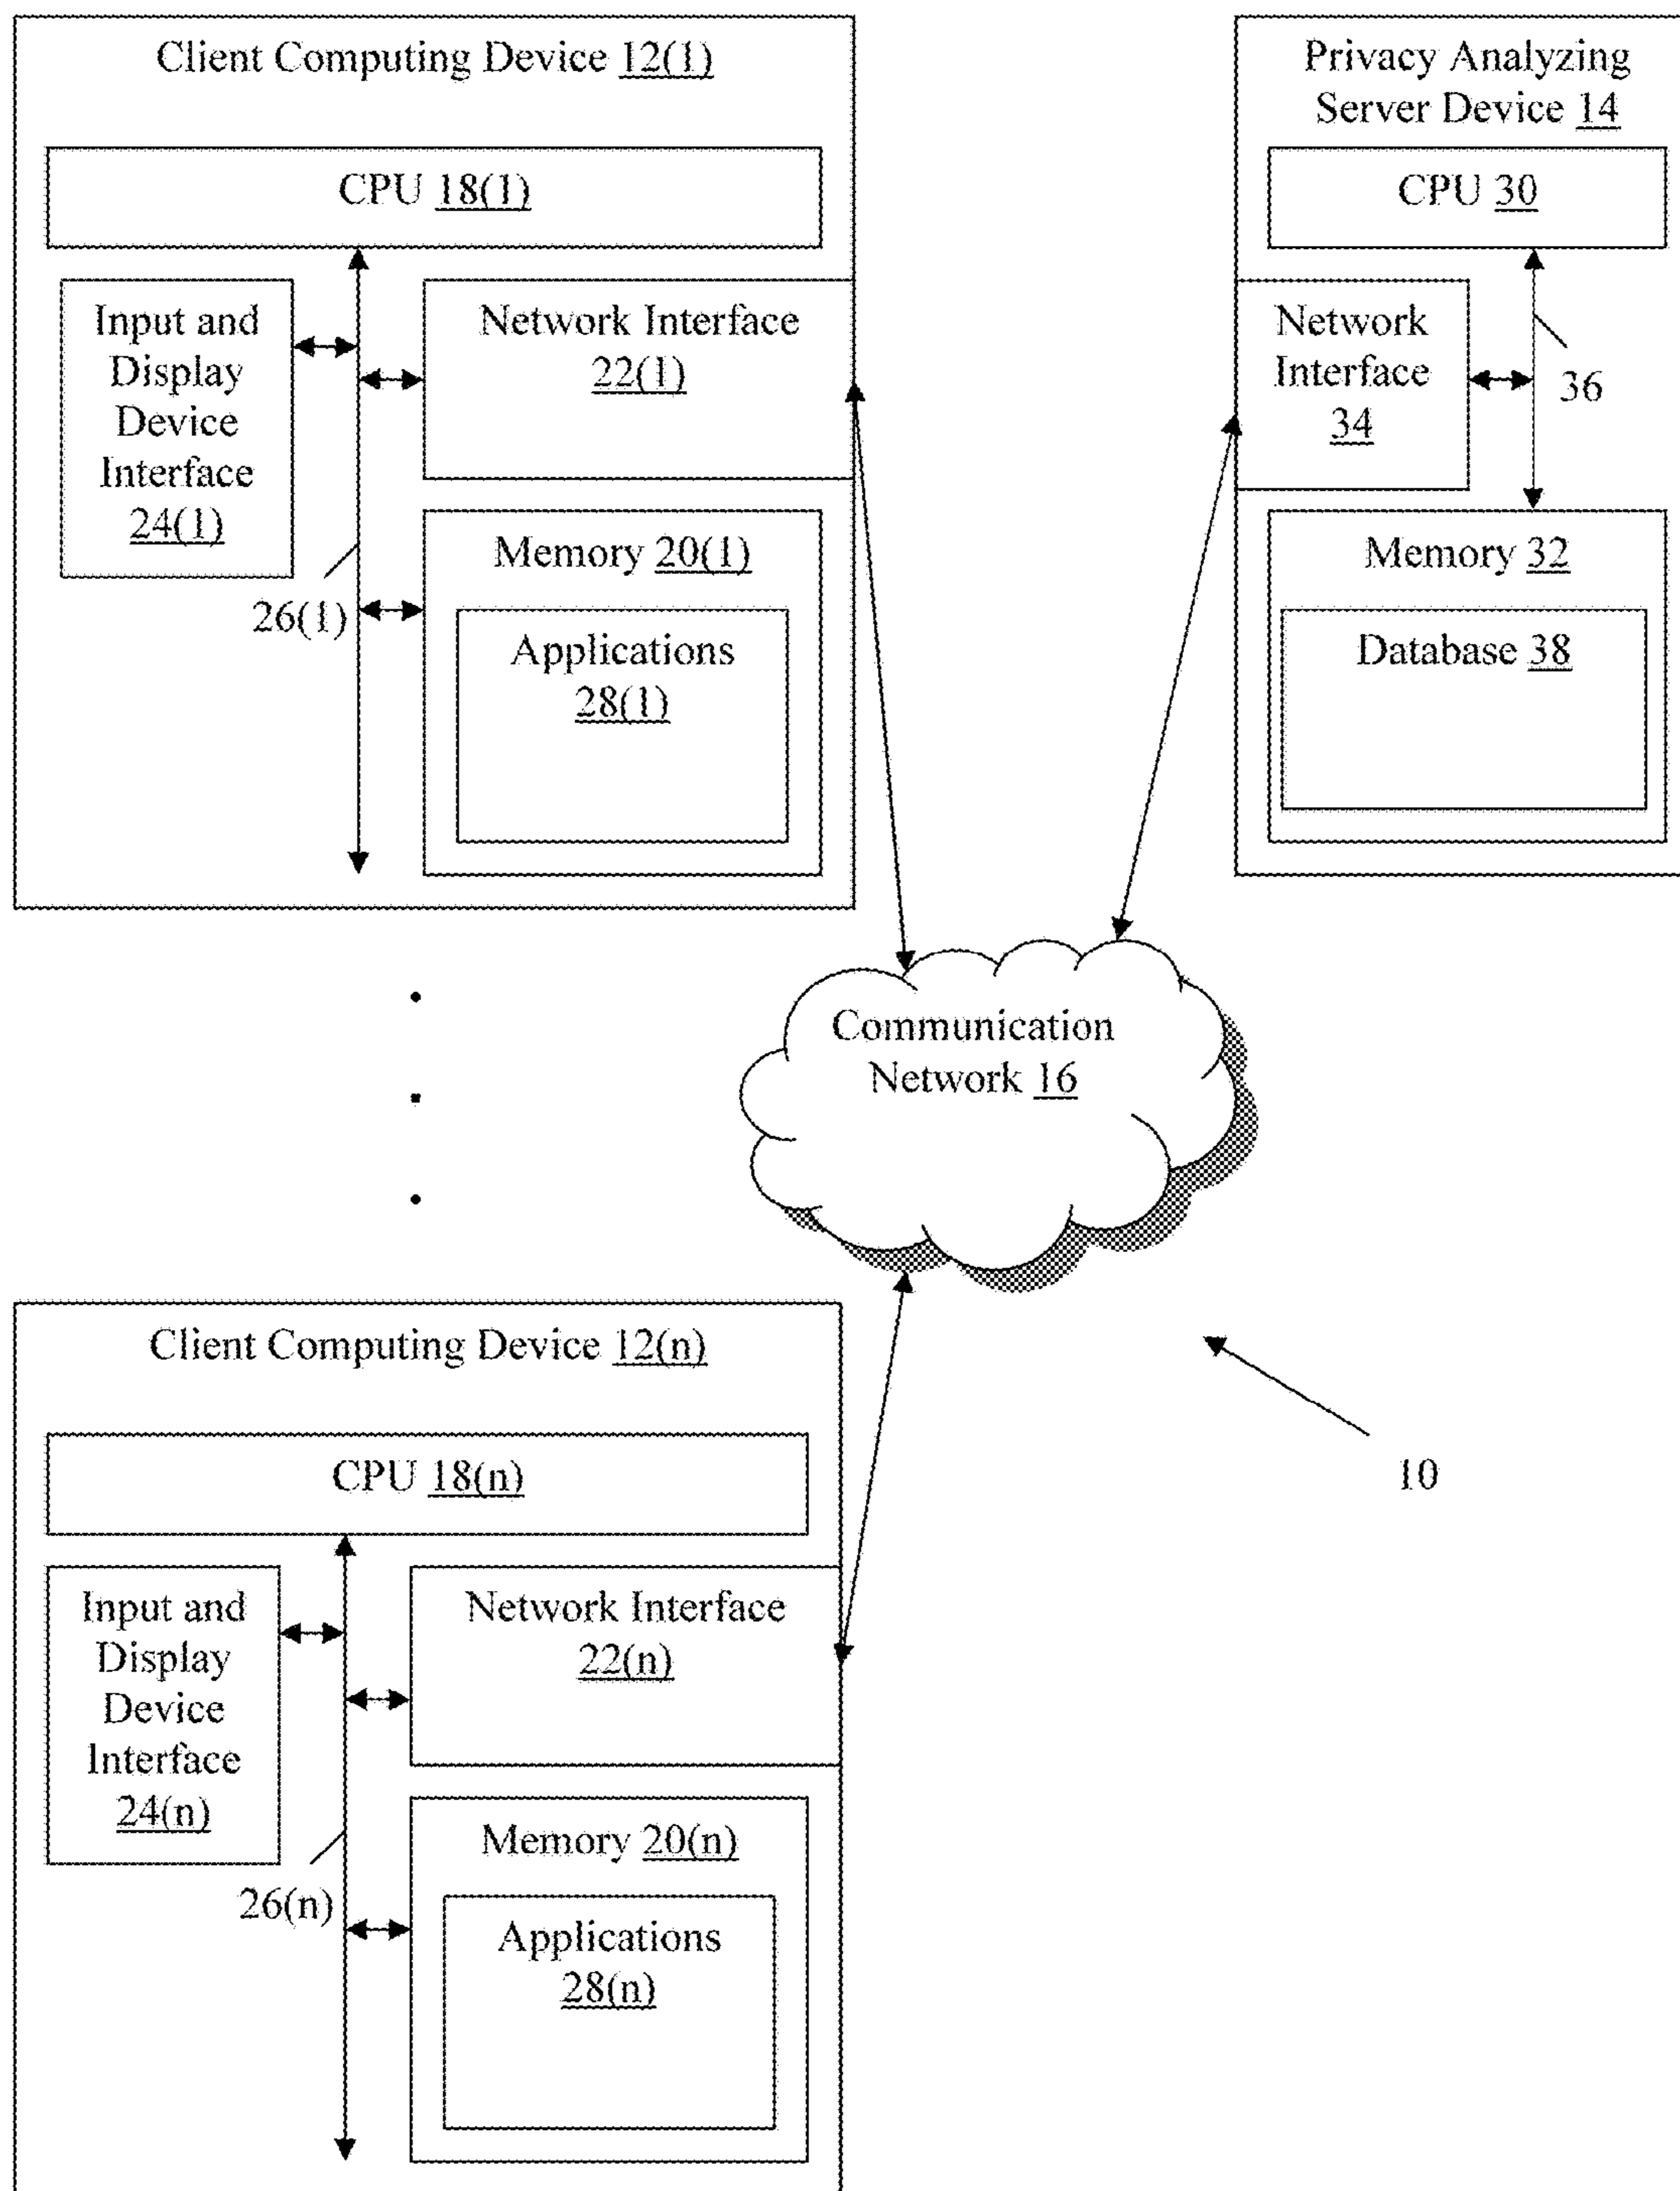 Client Computing Device 12(1)
CPU 18(1)
Input and
Display
Device
Interface
24(1)
Network Interface
22(1)
26(1)
Memory 20(1)
Applications
28(1)
Privacy Analyzing
Server Device 14
CPU 30
Network
Interface
34
36
Memory 32
Database 38
Communication
Network 16
Client Computing Device 12(n)
CPU 18(n)
Input and
Display
Device
Interface
24(n)
Network Interface
22(n)
26(n)
Memory 20(n)
Applications
28(n)
10